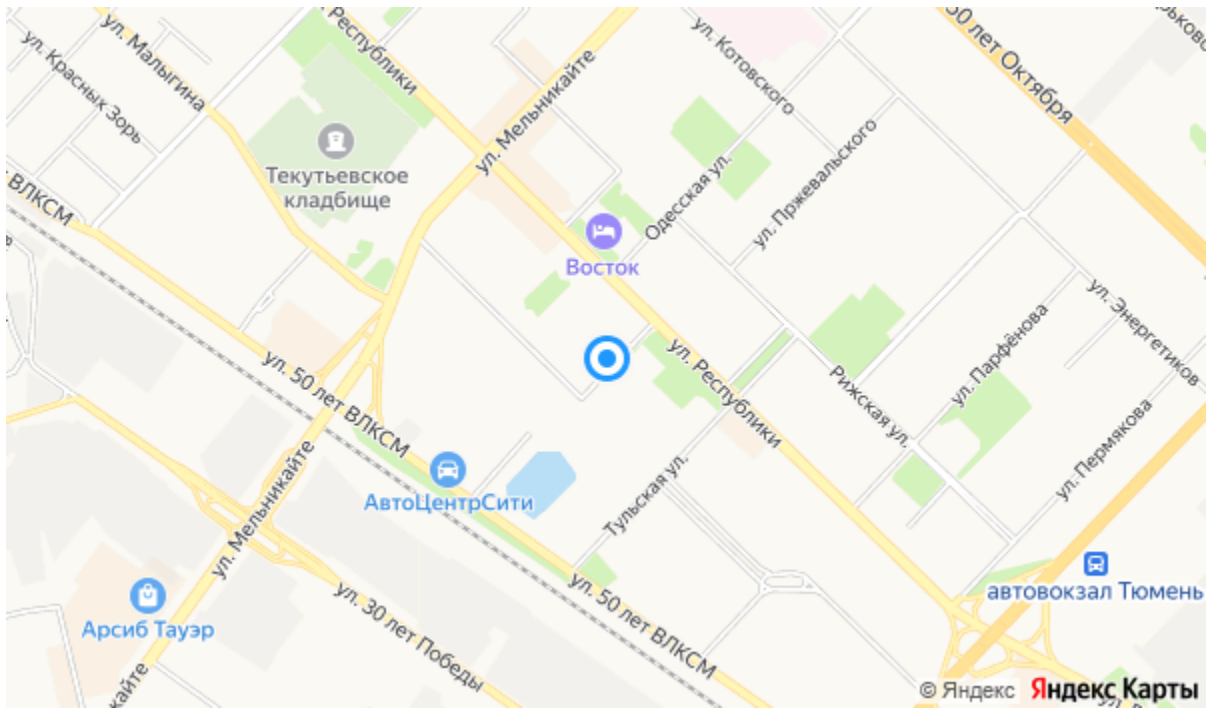 ул. Малыгина
Республики
ул. Красных Зорь
ул. Мельникайте
ул. Котовского
50 лет Октября
Текутьевское
кладбище
ВЛКСМ
Одесская ул.
ул. Пржевальского
Восток
ул. Республики
ул. Энергетиков
ул. Парфёнова
Рижская ул.
ул. 50 лет ВЛКСМ
ул. Пермякова
АвтоЦентрСити
Тульская ул.
ул. Мельникайте
автовокзал Тюмень
Арсиб Тауэр
ул. 30 лет Победы
ул. 50 лет ВЛКСМ
кайте
© Яндекс Яндекс Карты